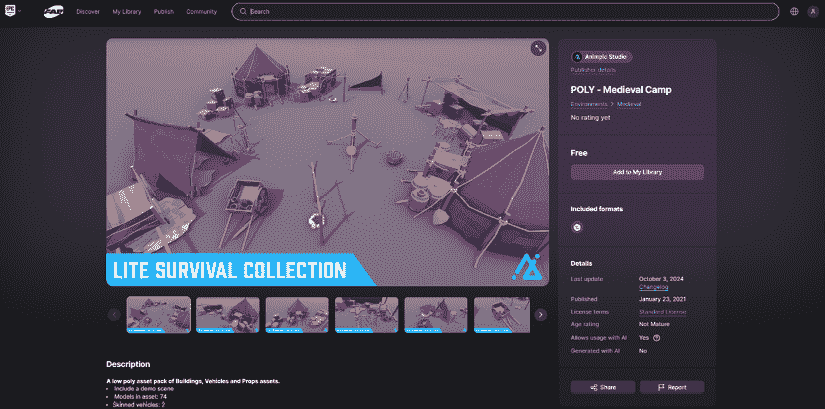 EPIC
FAB
Discover
My Library
Publish
Community
Search
LITE SURVIVAL COLLECTION
Animpic Studio
Publisher details
POLY - Medieval Camp
Environments > Medieval
No rating yet
Free
Add to My Library
Included formats
Details
Last update October 3, 2024
Changelog
Published January 23, 2021
License terms Standard License
Age rating Not Mature
Allows usage with AI Yes
Generated with AI No
Share
Report
Description
A low poly asset pack of Buildings, Vehicles and Props assets.
• Include a demo scene
• Models in asset: 74
• Skinned vehicles: 2